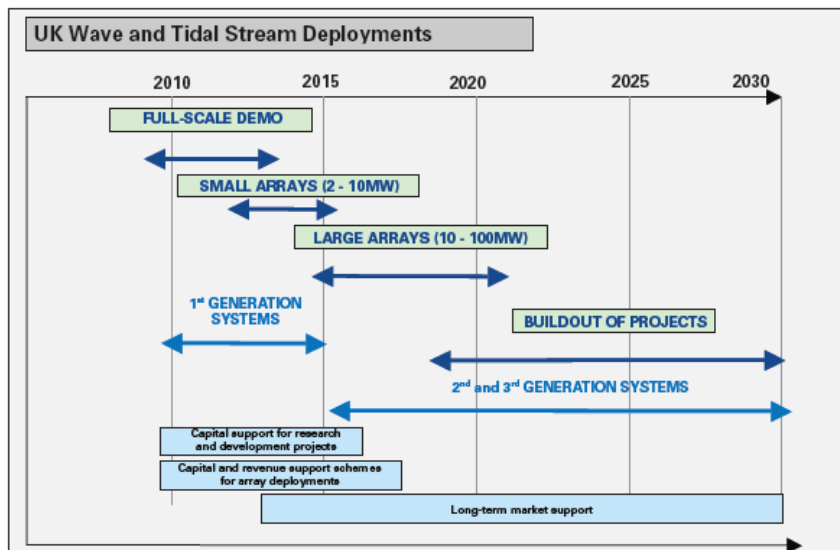 UK Wave and Tidal Stream Deployments
2010 2015 2020 2025 2030
FULL-SCALE DEMO
SMALL ARRAYS (2 - 10MW)
LARGE ARRAYS (10 - 100MW)
1st GENERATION
SYSTEMS
BUILDOUT OF PROJECTS
2nd and 3rd GENERATION SYSTEMS
Capital support for research
and development projects
Capital and revenue support schemes
for array deployments
Long-term market support